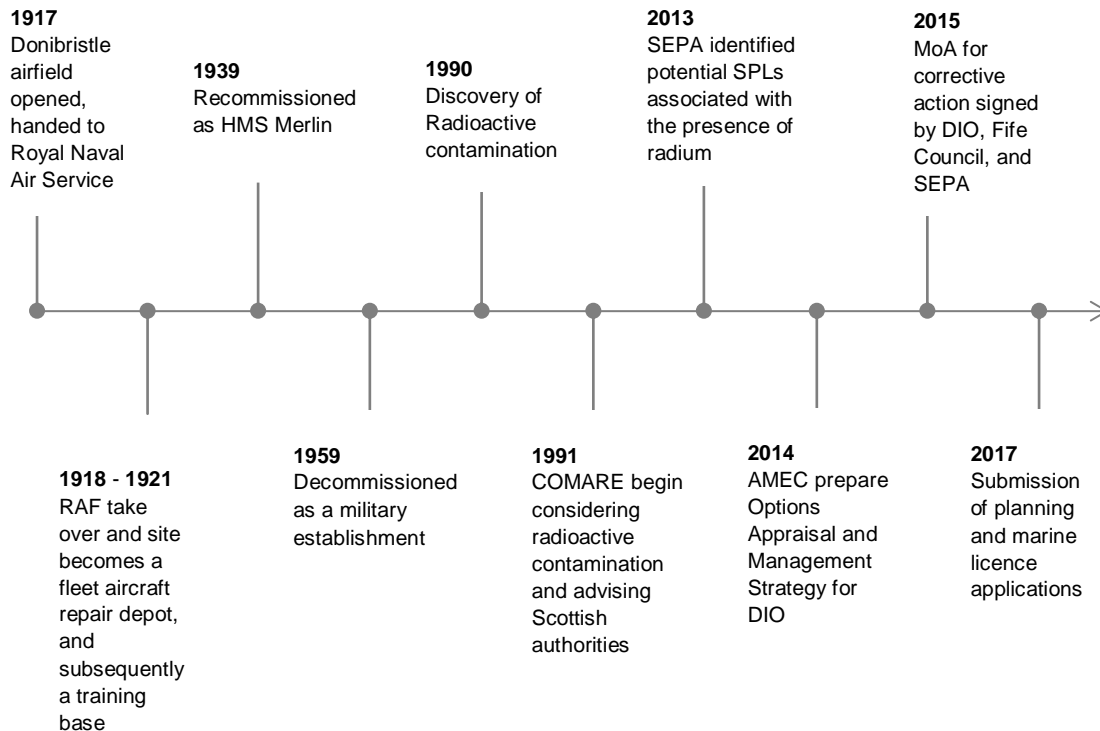 1917
Donibristle
airfield
opened,
handed to
Royal Naval
Air Service
1918 - 1921
RAF take
over and site
becomes a
fleet aircraft
repair depot,
and
subsequently
a training
base
1939
Recommissioned
as HMS Merlin
1959
Decommissioned
as a military
establishment
1990
Discovery of
Radioactive
contamination
1991
COMARE begin
considering
radioactive
contamination
and advising
Scottish
authorities
2013
SEPA identified
potential SPLs
associated with
the presence of
radium
2014
AMEC prepare
Options
Appraisal and
Management
Strategy for
DIO
2015
MoA for
corrective
action signed
by DIO, Fife
Council, and
SEPA
2017
Submission
of planning
and marine
licence
applications